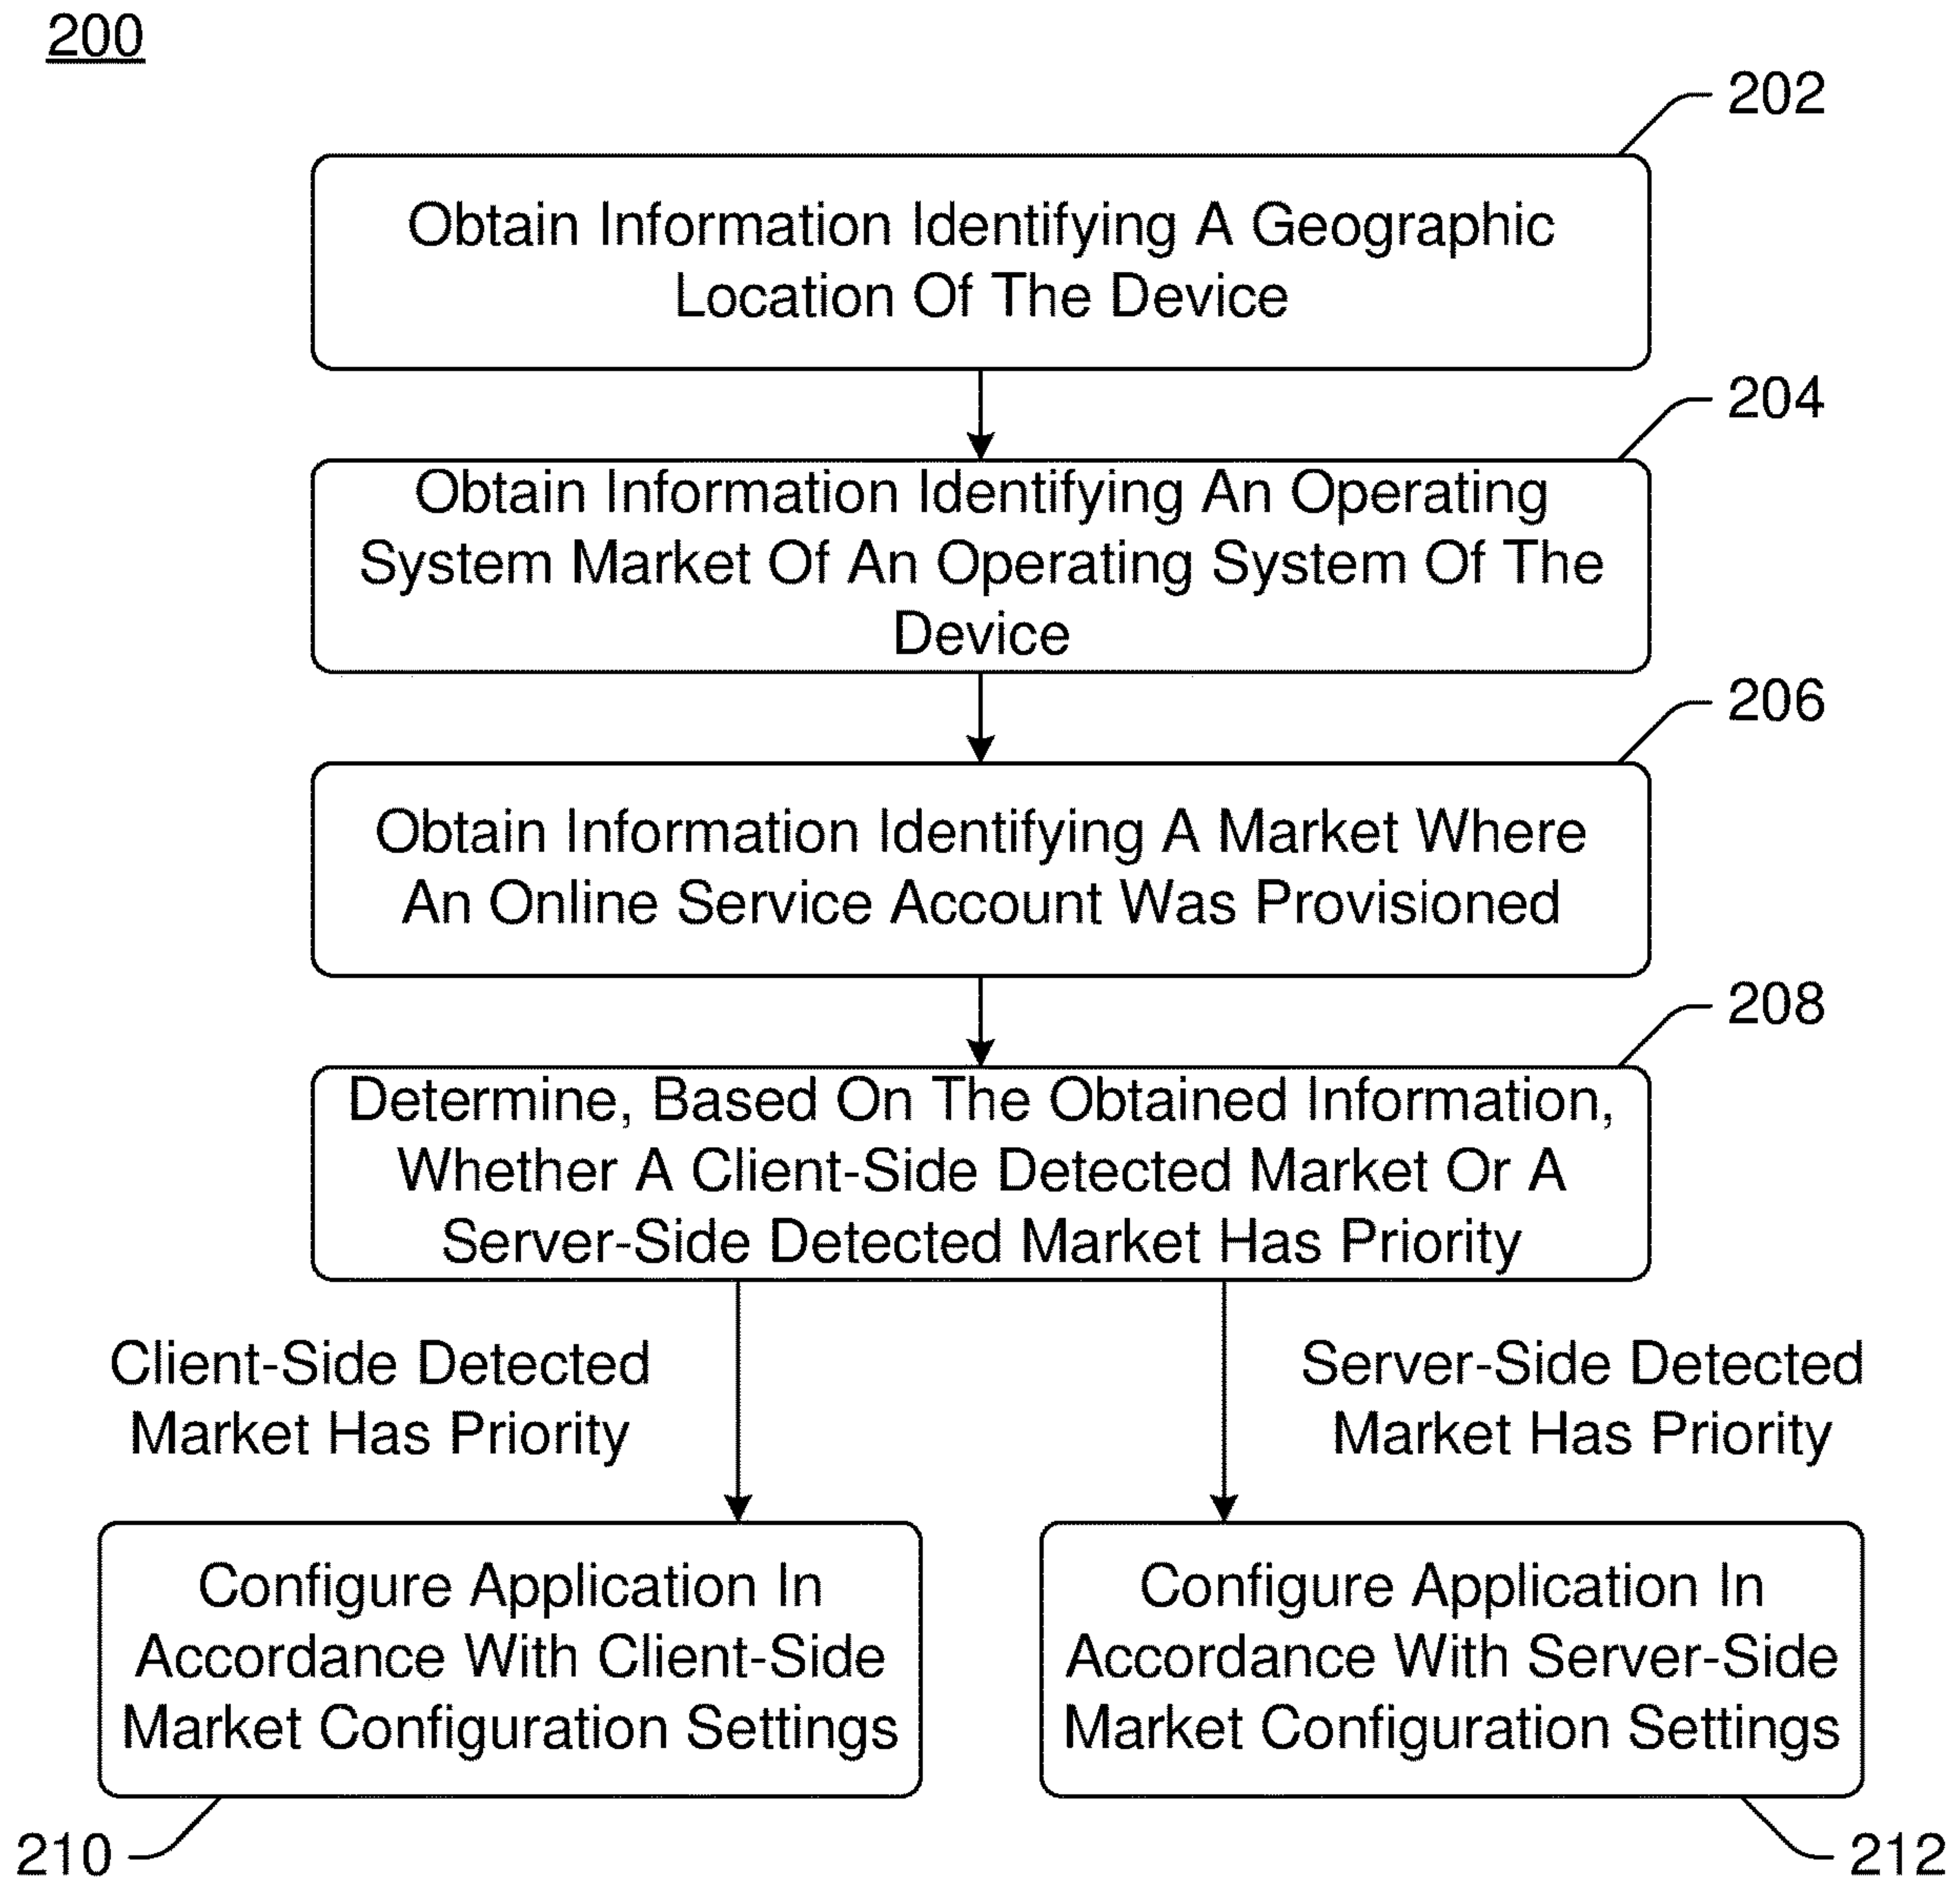 200
202
Obtain Information Identifying A Geographic
Location Of The Device
204
Obtain Information Identifying An Operating
System Market Of An Operating System Of The
Device
206
Obtain Information Identifying A Market Where
An Online Service Account Was Provisioned
208
Determine, Based On The Obtained Information,
Whether A Client-Side Detected Market Or A
Server-Side Detected Market Has Priority
Client-Side Detected
Market Has Priority
Server-Side Detected
Market Has Priority
Configure Application In
Accordance With Client-Side
Market Configuration Settings
Configure Application In
Accordance With Server-Side
Market Configuration Settings
210
212